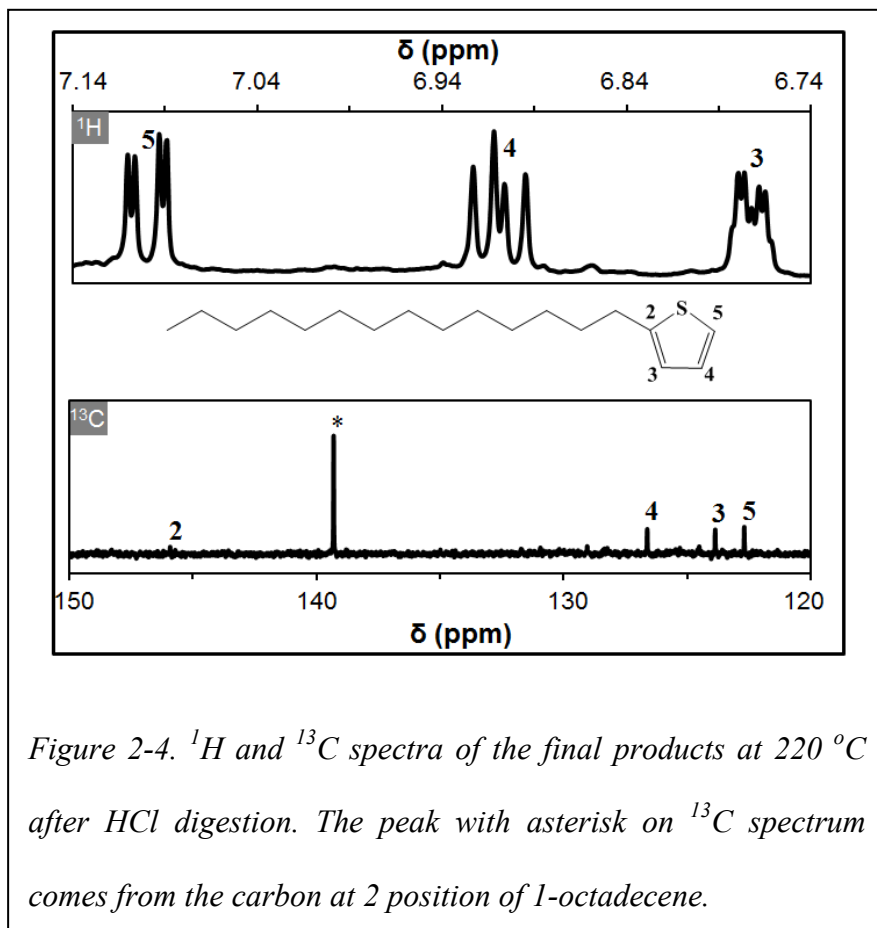 δ (ppm)
7.14 7.04 6.94 6.84 6.74
¹H
5 4 3
2 S 5
3 4
¹³C
*
2 4 3 5
150 140 130 120
δ (ppm)
Figure 2-4. ¹H and ¹³C spectra of the final products at 220 °C
after HCl digestion. The peak with asterisk on ¹³C spectrum
comes from the carbon at 2 position of 1-octadecene.